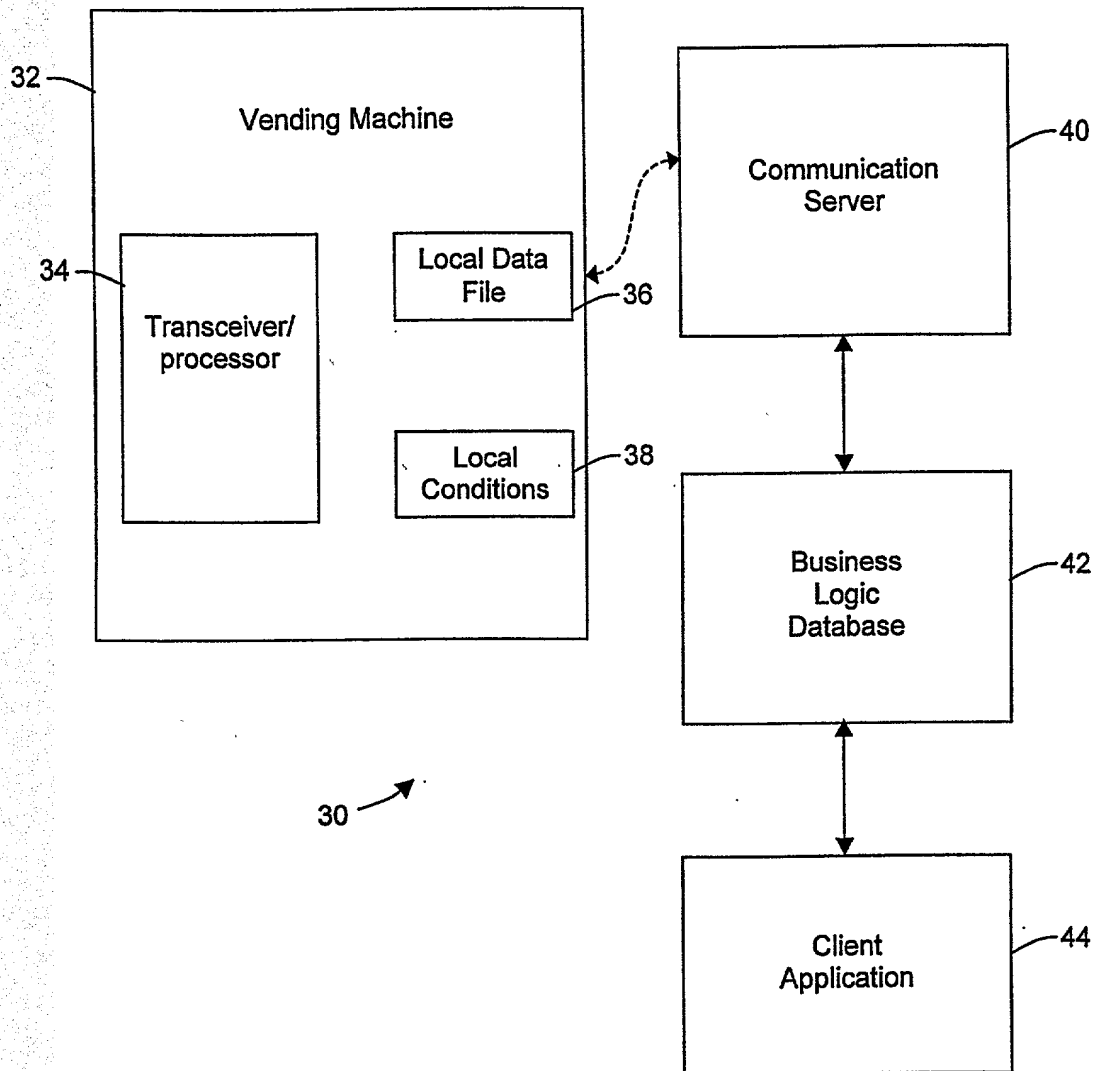 32
Vending Machine
34
Transceiver/
processor
Local Data
File
36
Local
Conditions
38
30
Communication
Server
40
Business
Logic
Database
42
Client
Application
44